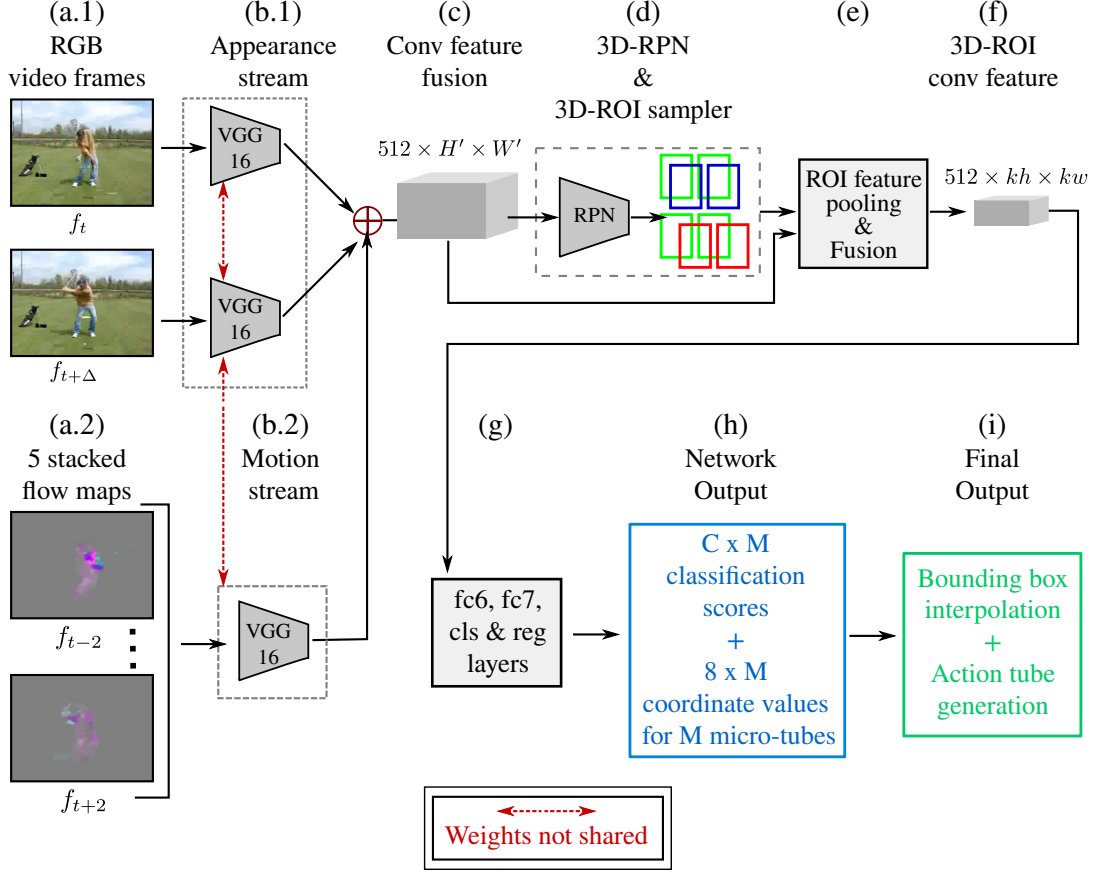 (a.1)
RGB
video frames
(b.1)
Appearance
stream
(c)
Conv feature
fusion
(d)
3D-RPN
&
3D-ROI sampler
(e)
(f)
3D-ROI
conv feature
VGG
16
f_t
VGG
16
f_{t+Δ}
512 × H′ × W′
RPN
ROI feature
pooling
&
Fusion
512 × kh × kw
(a.2)
5 stacked
flow maps
(b.2)
Motion
stream
f_{t−2}
f_{t+2}
VGG
16
(g)
fc6, fc7,
cls & reg
layers
(h)
Network
Output
C x M
classification
scores
+
8 x M
coordinate values
for M micro-tubes
(i)
Final
Output
Bounding box
interpolation
+
Action tube
generation
Weights not shared